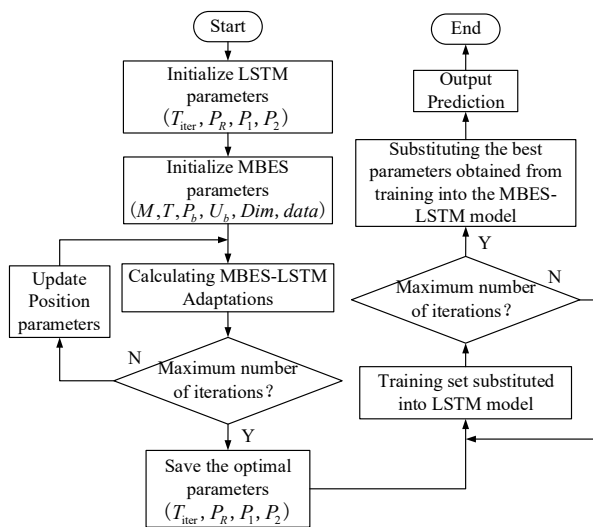 Start
Initialize LSTM
parameters
(T_iter, P_R, P_1, P_2)
Initialize MBES
parameters
(M, T, P_b, U_b, Dim, data)
Update
Position
parameters
Calculating MBES-LSTM
Adaptations
N
Maximum number
of iterations?
Y
Save the optimal
parameters
(T_iter, P_R, P_1, P_2)
End
Output
Prediction
Substituting the best
parameters obtained from
training into the MBES-
LSTM model
Y
N
Maximum number
of iterations?
Training set substituted
into LSTM model